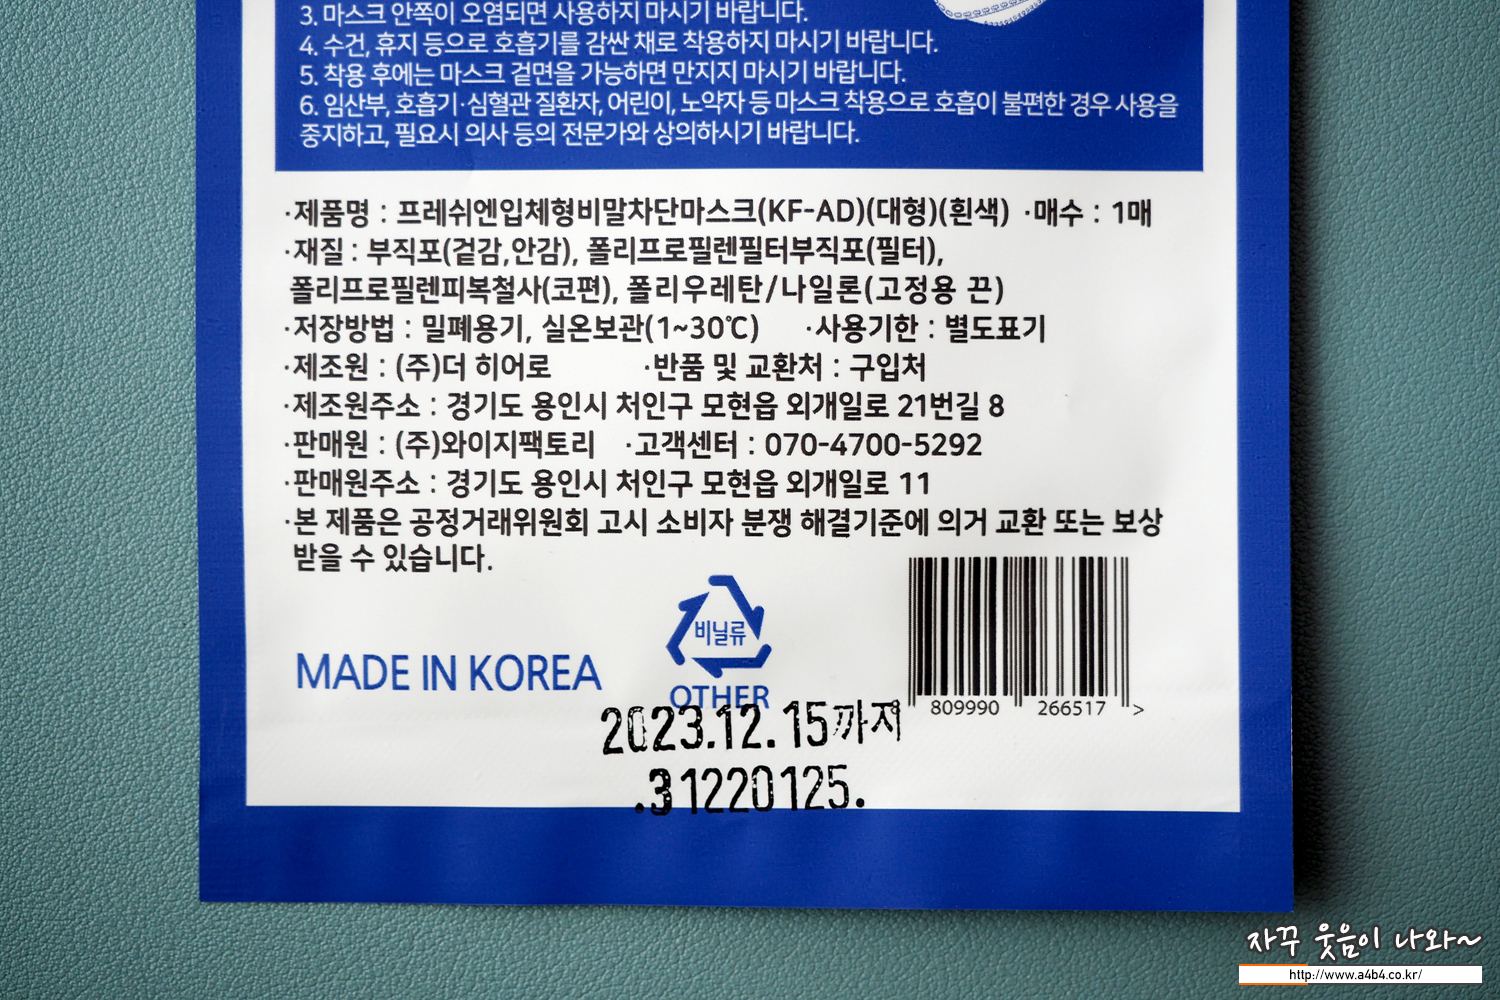 3. 마스크 안쪽이 오염되면 사용하지 마시기 바랍니다.
4. 수건, 휴지 등으로 호흡기를 감싼 채로 착용하지 마시기 바랍니다.
5. 착용 후에는 마스크 겉면을 가능하면 만지지 마시기 바랍니다.
6. 임산부, 호흡기·심혈관 질환자, 어린이, 노약자 등 마스크 착용으로 호흡이 불편한 경우 사용을
중지하고, 필요시 의사 등의 전문가와 상의하시기 바랍니다.
·제품명 : 프레쉬엔입체형비말차단마스크(KF-AD)(대형)(흰색) ·매수 : 1매
·재질 : 부직포(겉감,안감), 폴리프로필렌필터부직포(필터),
폴리프로필렌피복철사(코편), 폴리우레탄/나일론(고정용 끈)
·저장방법 : 밀폐용기, 실온보관(1~30℃) ·사용기한 : 별도표기
·제조원 : (주)더 히어로 ·반품 및 교환처 : 구입처
·제조원주소 : 경기도 용인시 처인구 모현읍 외개일로 21번길 8
·판매원 : (주)와이지팩토리 ·고객센터 : 070-4700-5292
·판매원주소 : 경기도 용인시 처인구 모현읍 외개일로 11
·본 제품은 공정거래위원회 고시 소비자 분쟁 해결기준에 의거 교환 또는 보상
받을 수 있습니다.
비닐류
MADE IN KOREA
OTHER
809990 266517 >
2023.12.15까지
.31220125.
자꾸 웃음이 나와~
http://www.a4b4.co.kr/